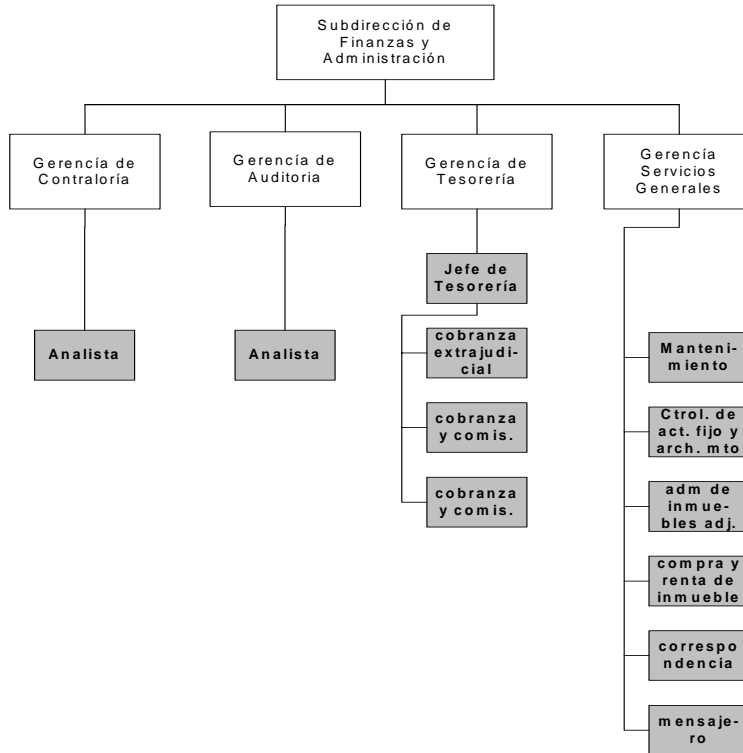 Subdirección de
Finanzas y
Administración
Gerencía de
Contraloría
Gerencía de
Auditoria
Gerencía de
Tesorería
Gerencía
Servicios
Generales
Jefe de
Tesorería
Analista
Analista
cobranza
extrajudi-
cial
cobranza
y comis.
cobranza
y comis.
Manteni-
miento
Ctrol. de
act. fijo y
arch. mto
adm de
inmue-
bles adj.
compra y
renta de
inmueble
correspo
ndencia
mensaje-
ro